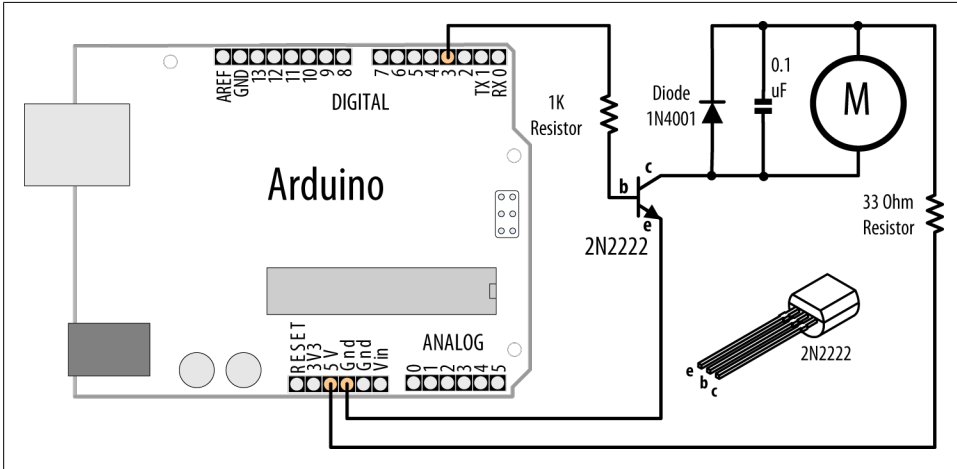 AREF
GND
13
12
11
10
9
8
7
6
5
4
3
2
TX 1
RX 0
DIGITAL
Arduino
1K
Resistor
Diode
1N4001
0.1
uF
M
c
b
e
2N2222
33 Ohm
Resistor
RESET
3V3
5V
Gnd
Gnd
Vin
ANALOG
0
1
2
3
4
5
2N2222
e
b
c